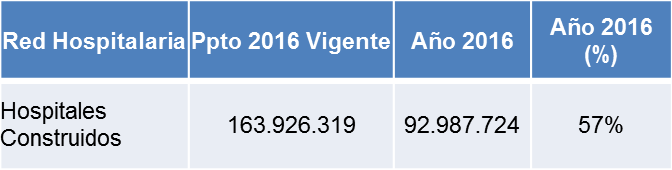 Red Hospitalaria Ppto 2016 Vigente Año 2016 Año 2016
(%)
Hospitales
Construidos 163.926.319 92.987.724 57%